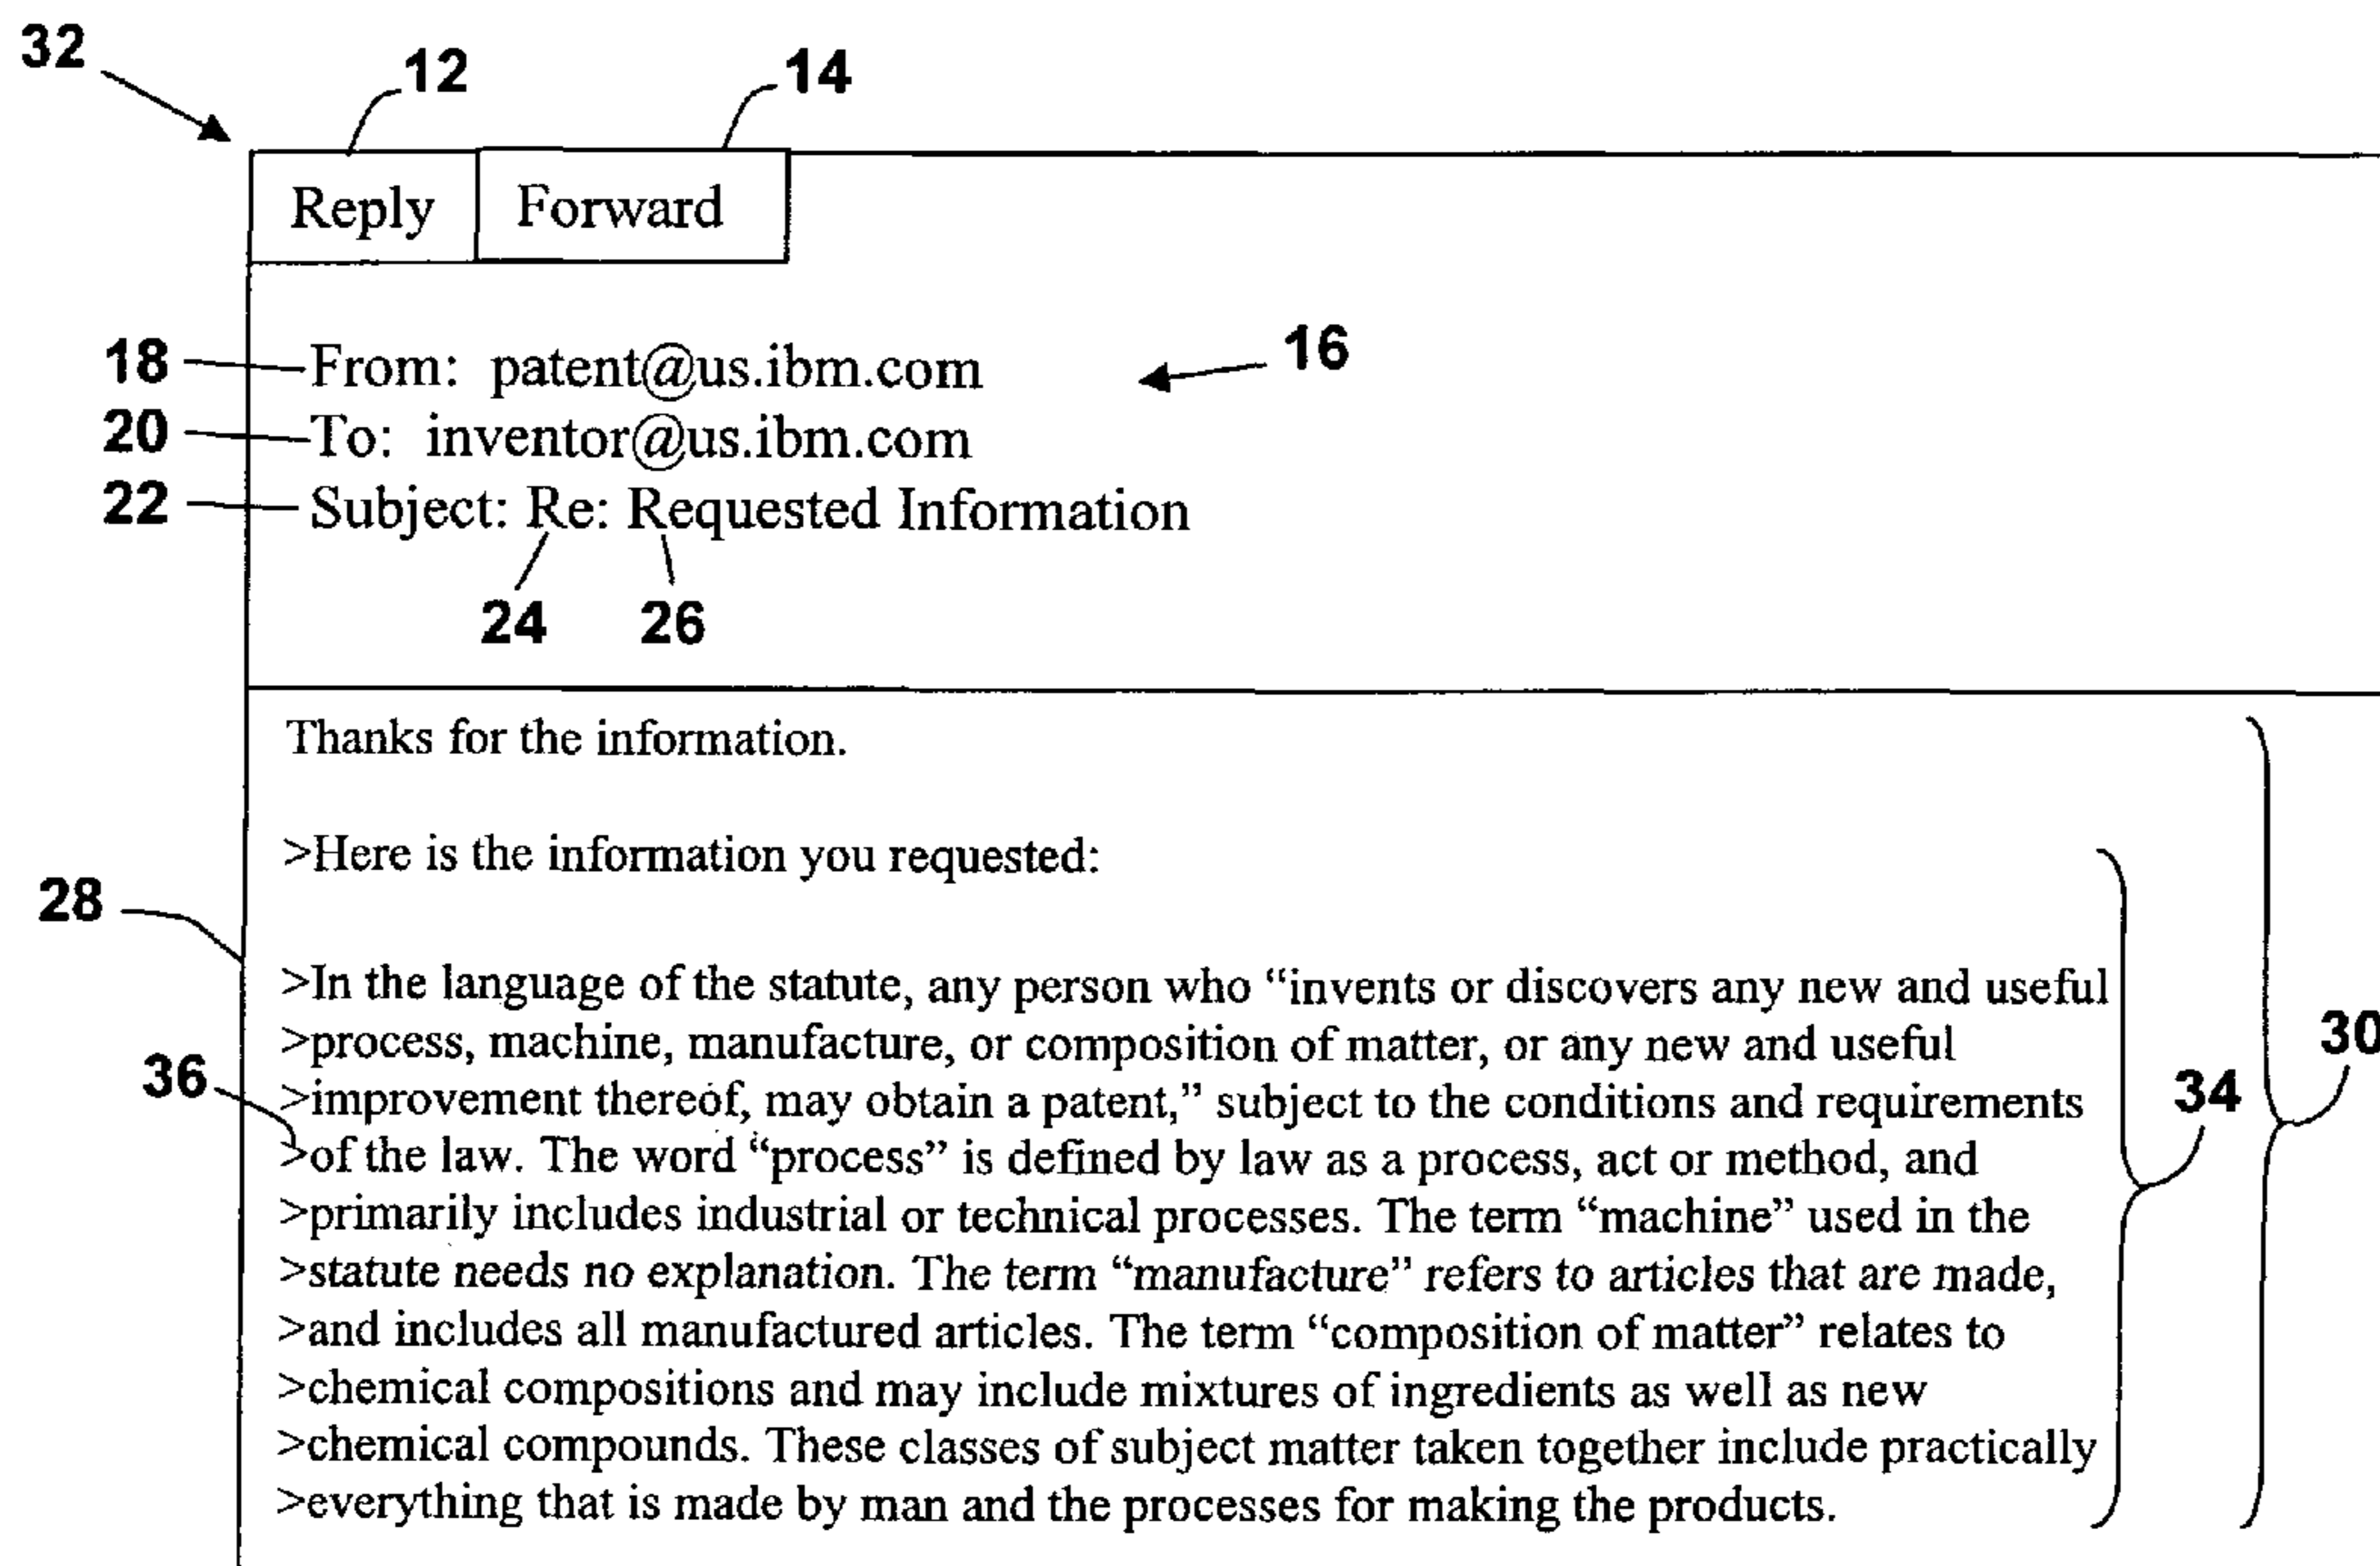 32
12
14
Reply
Forward
16
18
From: patent@us.ibm.com
20
To: inventor@us.ibm.com
22
Subject: Re: Requested Information
24
26
Thanks for the information.
>Here is the information you requested:
28
>In the language of the statute, any person who “invents or discovers any new and useful
>process, machine, manufacture, or composition of matter, or any new and useful
30
36
>improvement thereof, may obtain a patent,” subject to the conditions and requirements
34
>of the law. The word “process” is defined by law as a process, act or method, and
>primarily includes industrial or technical processes. The term “machine” used in the
>statute needs no explanation. The term “manufacture” refers to articles that are made,
>and includes all manufactured articles. The term “composition of matter” relates to
>chemical compositions and may include mixtures of ingredients as well as new
>chemical compounds. These classes of subject matter taken together include practically
>everything that is made by man and the processes for making the products.